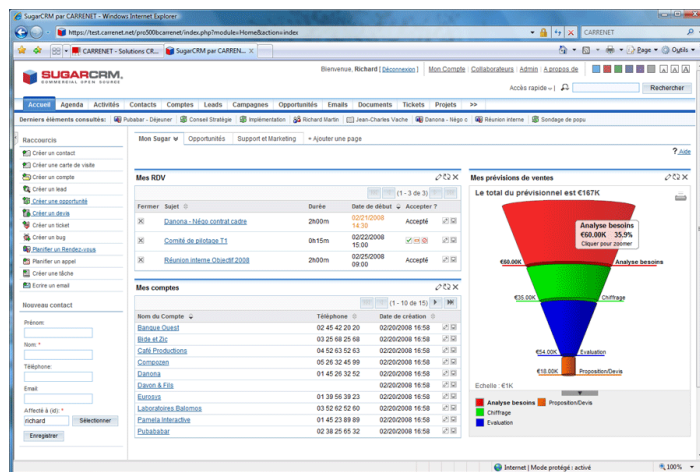 SugarCRM par CARRENET - Windows Internet Explorer
https://test.carrenet.net/pro500bcarrenet/index.php?module=Home&action=index
CARRENET
CARRENET - Solutions CR...
SugarCRM par CARREN...
Page
Outils
SUGARCRM.
COMMERCIAL OPEN SOURCE
Bienvenue, Richard [Déconnexion]
Mon Compte | Collaborateurs | Admin | A propos de
A A A
Accès rapide
Rechercher
Accueil Agenda Activités Contacts Comptes Leads Campagnes Opportunités Emails Documents Tickets Projets >>
Derniers éléments consultés: Pubabar - Déjeuner Conseil Stratégie Implémentation Richard Martin Jean-Charles Vache Danona - Négo c Réunion interne Sondage de popu
Raccourcis
Créer un contact
Créer une carte de visite
Créer un compte
Créer un lead
Créer une opportunité
Créer un devis
Créer un ticket
Créer un bug
Planifier un Rendez-vous
Planifier un appel
Créer une tâche
Ecrire un email
Nouveau contact
Prénom:
Nom: *
Téléphone:
Email:
Affecté à (id): *
richard
Sélectionner
Enregistrer
Mon Sugar Opportunités Support et Marketing + Ajouter une page
? Aide
Mes RDV
(1 - 3 de 3)
Fermer Sujet Durée Date de début Accepter ?
Danona - Négo contrat cadre 2h00m 02/21/2008 14:30 Accepté
Comité de pilotage T1 0h15m 02/22/2008 15:00
Réunion interne Objectif 2008 2h00m 02/25/2008 09:00 Accepté
Mes comptes
(1 - 10 de 15)
Nom du Compte Téléphone Date de création
Banque Ouest 02 45 42 20 20 02/20/2008 16:58
Bide et Zic 03 25 68 25 68 02/20/2008 16:58
Café Productions 04 52 63 52 63 02/20/2008 16:58
Compozen 05 26 32 45 99 02/20/2008 16:58
Danona 01 45 26 32 52 02/20/2008 16:58
Davon & Fils 02/20/2008 16:58
Eurosys 01 39 56 39 23 02/20/2008 16:58
Laboratoires Balomos 03 52 62 52 60 02/20/2008 16:58
Pamela Interactive 01 45 23 89 89 02/20/2008 16:58
Pubababar 02 38 25 65 32 02/20/2008 16:58
Mes prévisions de ventes
Le total du prévisionnel est €167K
Analyse besoins
€60.00K 35.9%
Cliquer pour zoomer
€60.00K Analyse besoins
€35.00K Chiffrage
€54.00K Evaluation
€18.00K Proposition/Devis
Echelle : €1K
Analyse besoins Proposition/Devis
Chiffrage
Evaluation
Internet | Mode protégé : activé
100%